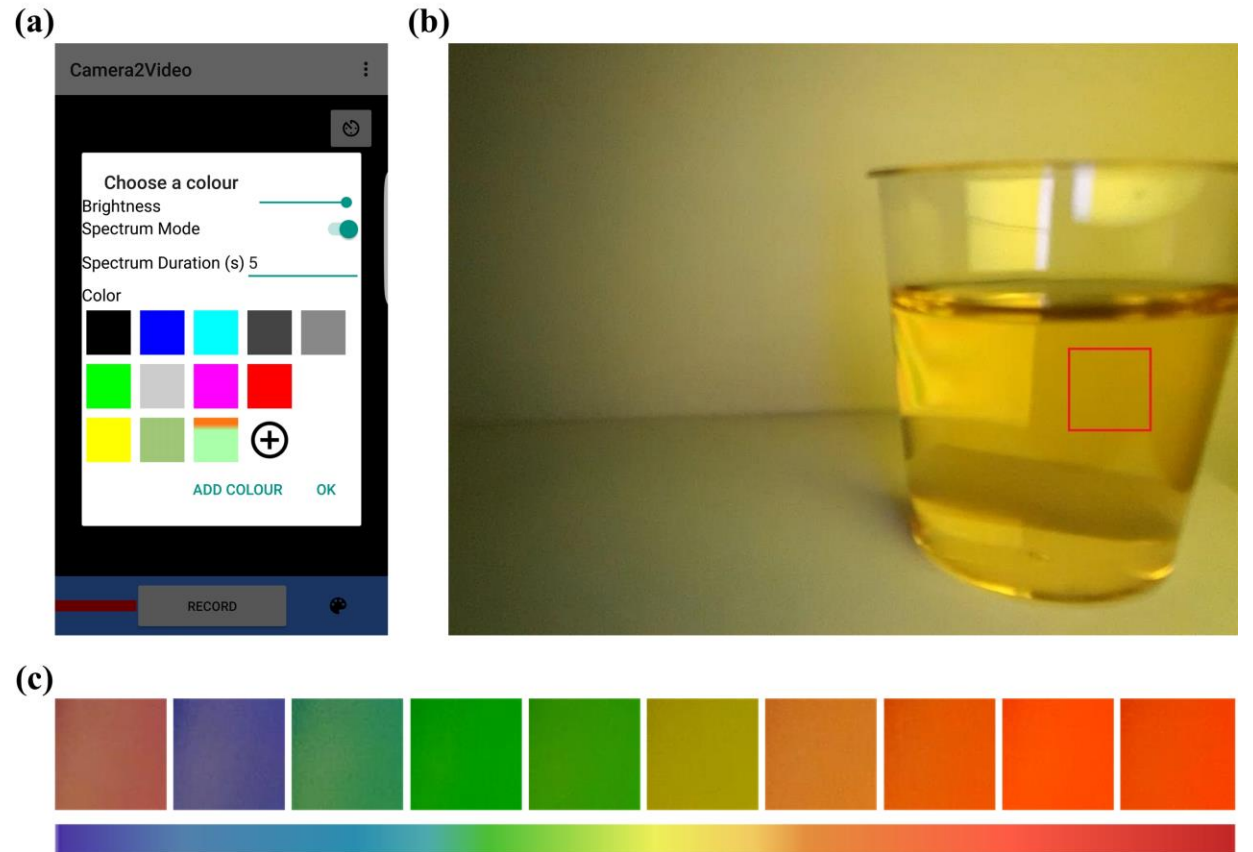 (a)
Camera2Video
Choose a colour
Brightness
Spectrum Mode
Spectrum Duration (s) 5
Color
ADD COLOUR OK
RECORD
(b)
(c)